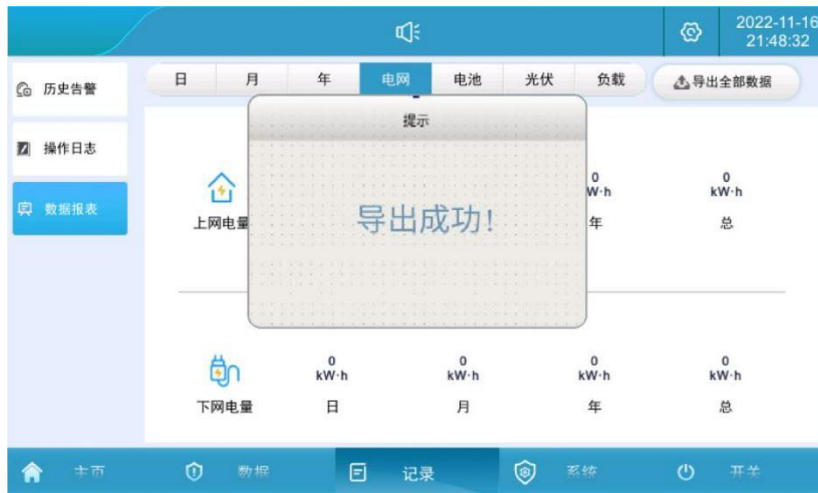 2022-11-16
21:48:32
历史告警
操作日志
数据报表
日 月 年 电网 电池 光伏 负载 导出全部数据
提示
导出成功!
0 0
kW·h
上网电量 年 总
W·h
0 0 0 0
kW·h kW·h kW·h kW·h
下网电量 日 月 年 总
主页 数据 记录 系统 开关